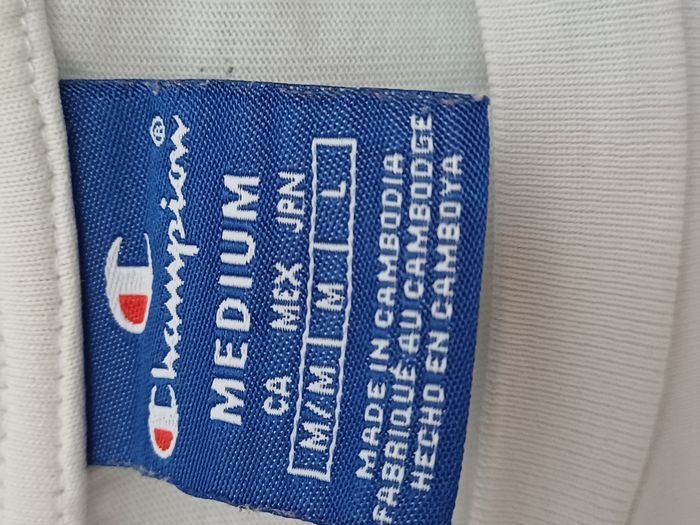 Champion®
MEDIUM
CA MEX JPN
M/M M L
MADE IN CAMBODIA
FABRIQUÉ AU CAMBODGE
HECHO EN CAMBOYA